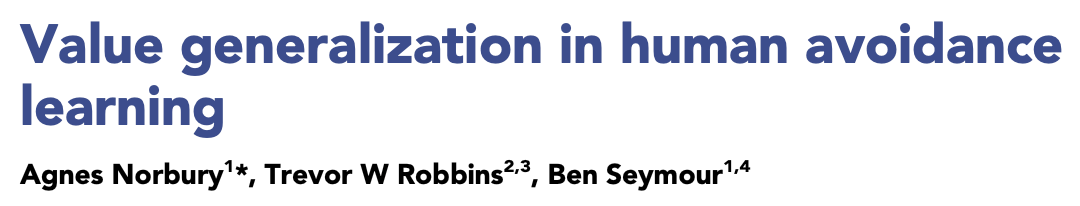 Value generalization in human avoidance
learning
Agnes Norbury1*, Trevor W Robbins2,3, Ben Seymour1,4